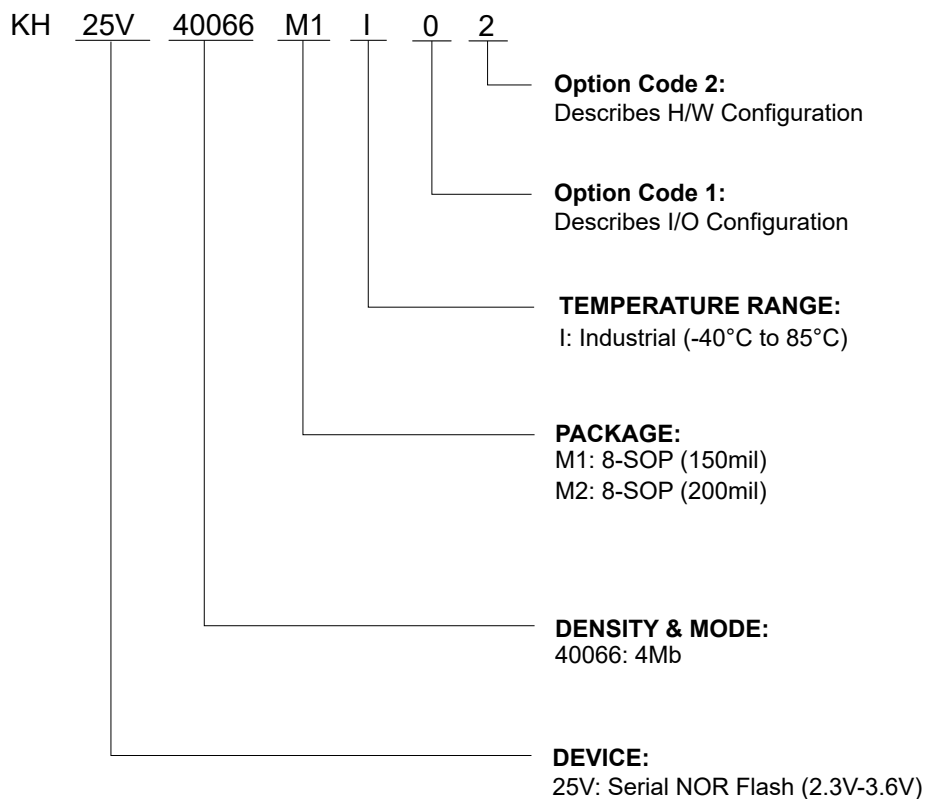 KH 25V 40066 M1 I 0 2
Option Code 2:
Describes H/W Configuration
Option Code 1:
Describes I/O Configuration
TEMPERATURE RANGE:
I: Industrial (-40°C to 85°C)
PACKAGE:
M1: 8-SOP (150mil)
M2: 8-SOP (200mil)
DENSITY & MODE:
40066: 4Mb
DEVICE:
25V: Serial NOR Flash (2.3V-3.6V)